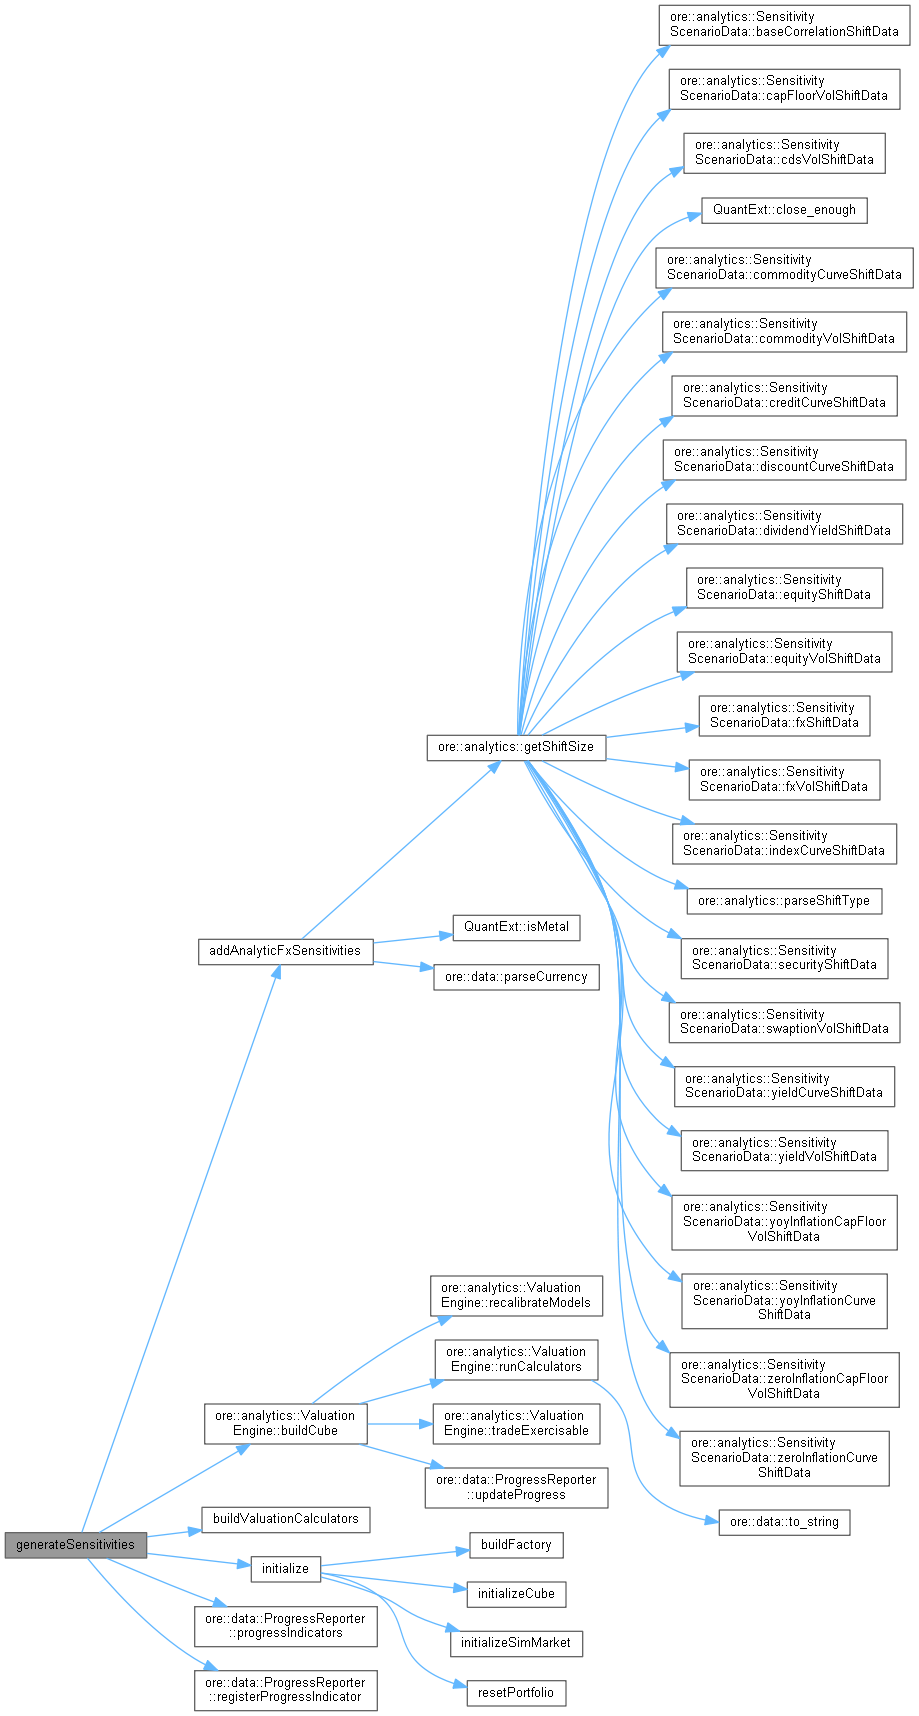 ore::analytics::Sensitivity
ScenarioData::baseCorrelationShiftData
ore::analytics::Sensitivity
ScenarioData::capFloorVolShiftData
ore::analytics::Sensitivity
ScenarioData::cdsVolShiftData
QuantExt::close_enough
ore::analytics::Sensitivity
ScenarioData::commodityCurveShiftData
ore::analytics::Sensitivity
ScenarioData::commodityVolShiftData
ore::analytics::Sensitivity
ScenarioData::creditCurveShiftData
ore::analytics::Sensitivity
ScenarioData::discountCurveShiftData
ore::analytics::Sensitivity
ScenarioData::dividendYieldShiftData
ore::analytics::Sensitivity
ScenarioData::equityShiftData
ore::analytics::Sensitivity
ScenarioData::equityVolShiftData
ore::analytics::Sensitivity
ScenarioData::fxShiftData
ore::analytics::getShiftSize
ore::analytics::Sensitivity
ScenarioData::fxVolShiftData
ore::analytics::Sensitivity
ScenarioData::indexCurveShiftData
ore::analytics::parseShiftType
QuantExt::isMetal
addAnalyticFxSensitivities
ore::analytics::Sensitivity
ScenarioData::securityShiftData
ore::data::parseCurrency
ore::analytics::Sensitivity
ScenarioData::swaptionVolShiftData
ore::analytics::Sensitivity
ScenarioData::yieldCurveShiftData
ore::analytics::Sensitivity
ScenarioData::yieldVolShiftData
ore::analytics::Sensitivity
ScenarioData::yoyInflationCapFloor
VolShiftData
ore::analytics::Sensitivity
ScenarioData::yoyInflationCurve
ShiftData
ore::analytics::Valuation
Engine::recalibrateModels
ore::analytics::Valuation
Engine::runCalculators
ore::analytics::Sensitivity
ScenarioData::zeroInflationCapFloor
VolShiftData
ore::analytics::Valuation
Engine::buildCube
ore::analytics::Valuation
Engine::tradeExercisable
ore::analytics::Sensitivity
ScenarioData::zeroInflationCurve
ShiftData
ore::data::ProgressReporter
::updateProgress
buildValuationCalculators
ore::data::to_string
generateSensitivities
buildFactory
initialize
initializeCube
ore::data::ProgressReporter
::progressIndicators
initializeSimMarket
ore::data::ProgressReporter
::registerProgressIndicator
resetPortfolio